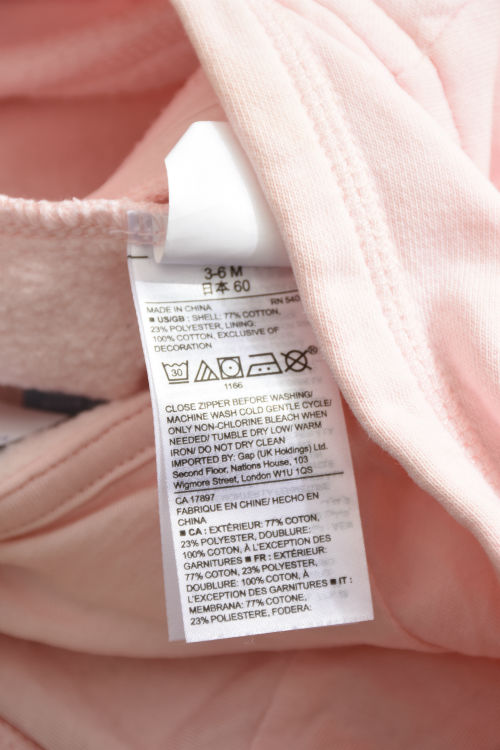 3-6 M
日本 60
MADE IN CHINA RN 540
■ US/GB : SHELL: 77% COTTON,
23% POLYESTER, LINING:
100% COTTON, EXCLUSIVE OF
DECORATION
30
1166
CLOSE ZIPPER BEFORE WASHING/
MACHINE WASH COLD GENTLE CYCLE/
ONLY NON-CHLORINE BLEACH WHEN
NEEDED/ TUMBLE DRY LOW/ WARM
IRON/ DO NOT DRY CLEAN
IMPORTED BY: Gap (UK Holdings) Ltd.
Second Floor, Nations House, 103
Wigmore Street, London W1U 1QS
CA 17897
FABRIQUE EN CHINE/ HECHO EN
CHINA
■ CA : EXTÉRIEUR: 77% COTON,
23% POLYESTER, DOUBLURE:
100% COTON, À L'EXCEPTION DES
GARNITURES ■ FR : EXTÉRIEUR:
77% COTON, 23% POLYESTER,
DOUBLURE: 100% COTON, À
L'EXCEPTION DES GARNITURES ■ IT :
MEMBRANA: 77% COTONE,
23% POLIESTERE, FODERA: